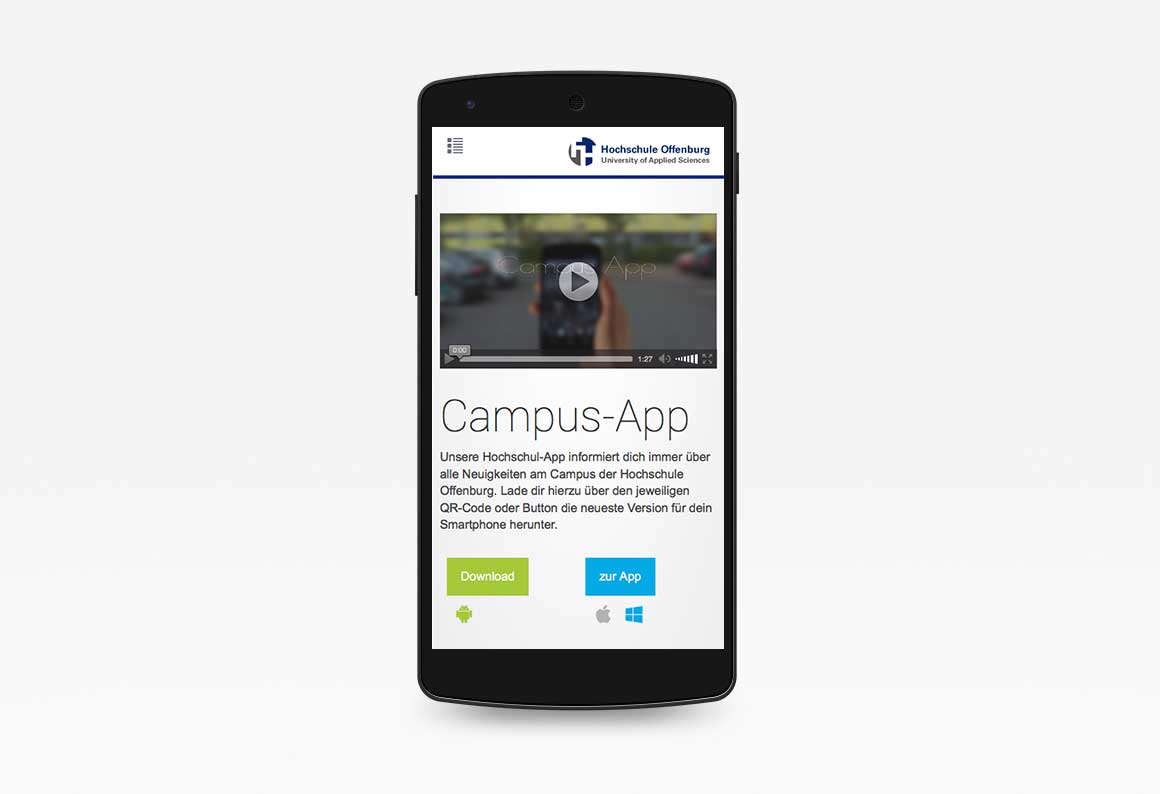 Hochschule Offenburg
University of Applied Sciences
Campus App
0:00
1:27
Campus-App
Unsere Hochschul-App informiert dich immer über
alle Neuigkeiten am Campus der Hochschule
Offenburg. Lade dir hierzu über den jeweiligen
QR-Code oder Button die neueste Version für dein
Smartphone herunter.
Download
zur App